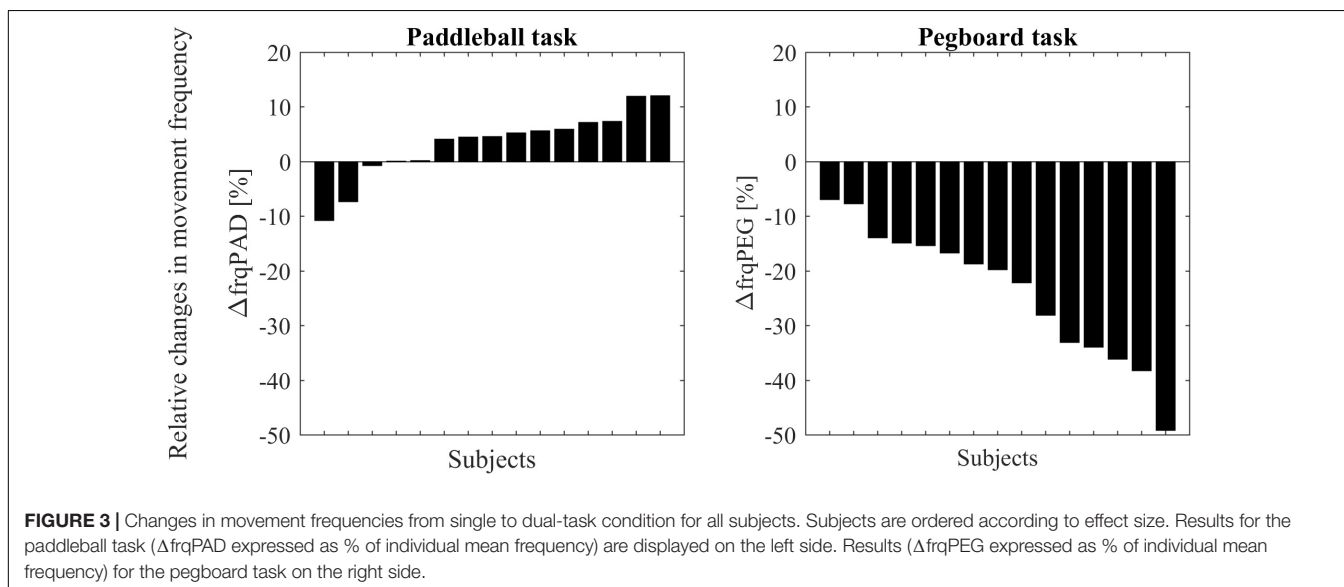 Relative changes in movement frequency
Paddleball task
ΔfrqPAD [%]
20
10
0
-10
-20
-30
-40
-50
Subjects
Pegboard task
ΔfrqPEG [%]
20
10
0
-10
-20
-30
-40
-50
Subjects
FIGURE 3 | Changes in movement frequencies from single to dual-task condition for all subjects. Subjects are ordered according to effect size. Results for the
paddleball task (ΔfrqPAD expressed as % of individual mean frequency) are displayed on the left side. Results (ΔfrqPEG expressed as % of individual mean
frequency) for the pegboard task on the right side.